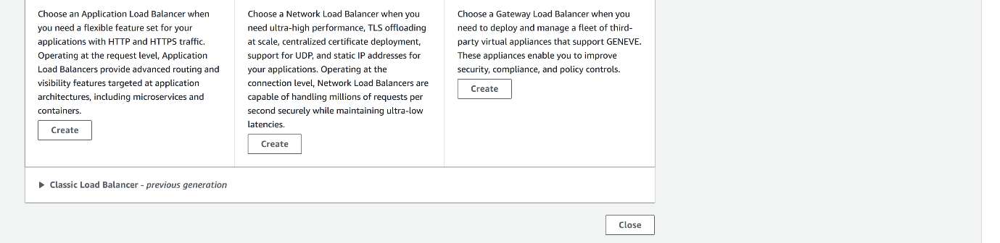 Choose an Application Load Balancer when
you need a flexible feature set for your
applications with HTTP and HTTPS traffic.
Operating at the request level, Application
Load Balancers provide advanced routing and
visibility features targeted at application
architectures, including microservices and
containers.
Create
Choose a Network Load Balancer when you
need ultra-high performance, TLS offloading
at scale, centralized certificate deployment,
support for UDP, and static IP addresses for
your applications. Operating at the
connection level, Network Load Balancers are
capable of handling millions of requests per
second securely while maintaining ultra-low
latencies.
Create
Choose a Gateway Load Balancer when you
need to deploy and manage a fleet of third-
party virtual appliances that support GENEVE.
These appliances enable you to improve
security, compliance, and policy controls.
Create
Classic Load Balancer - previous generation
Close